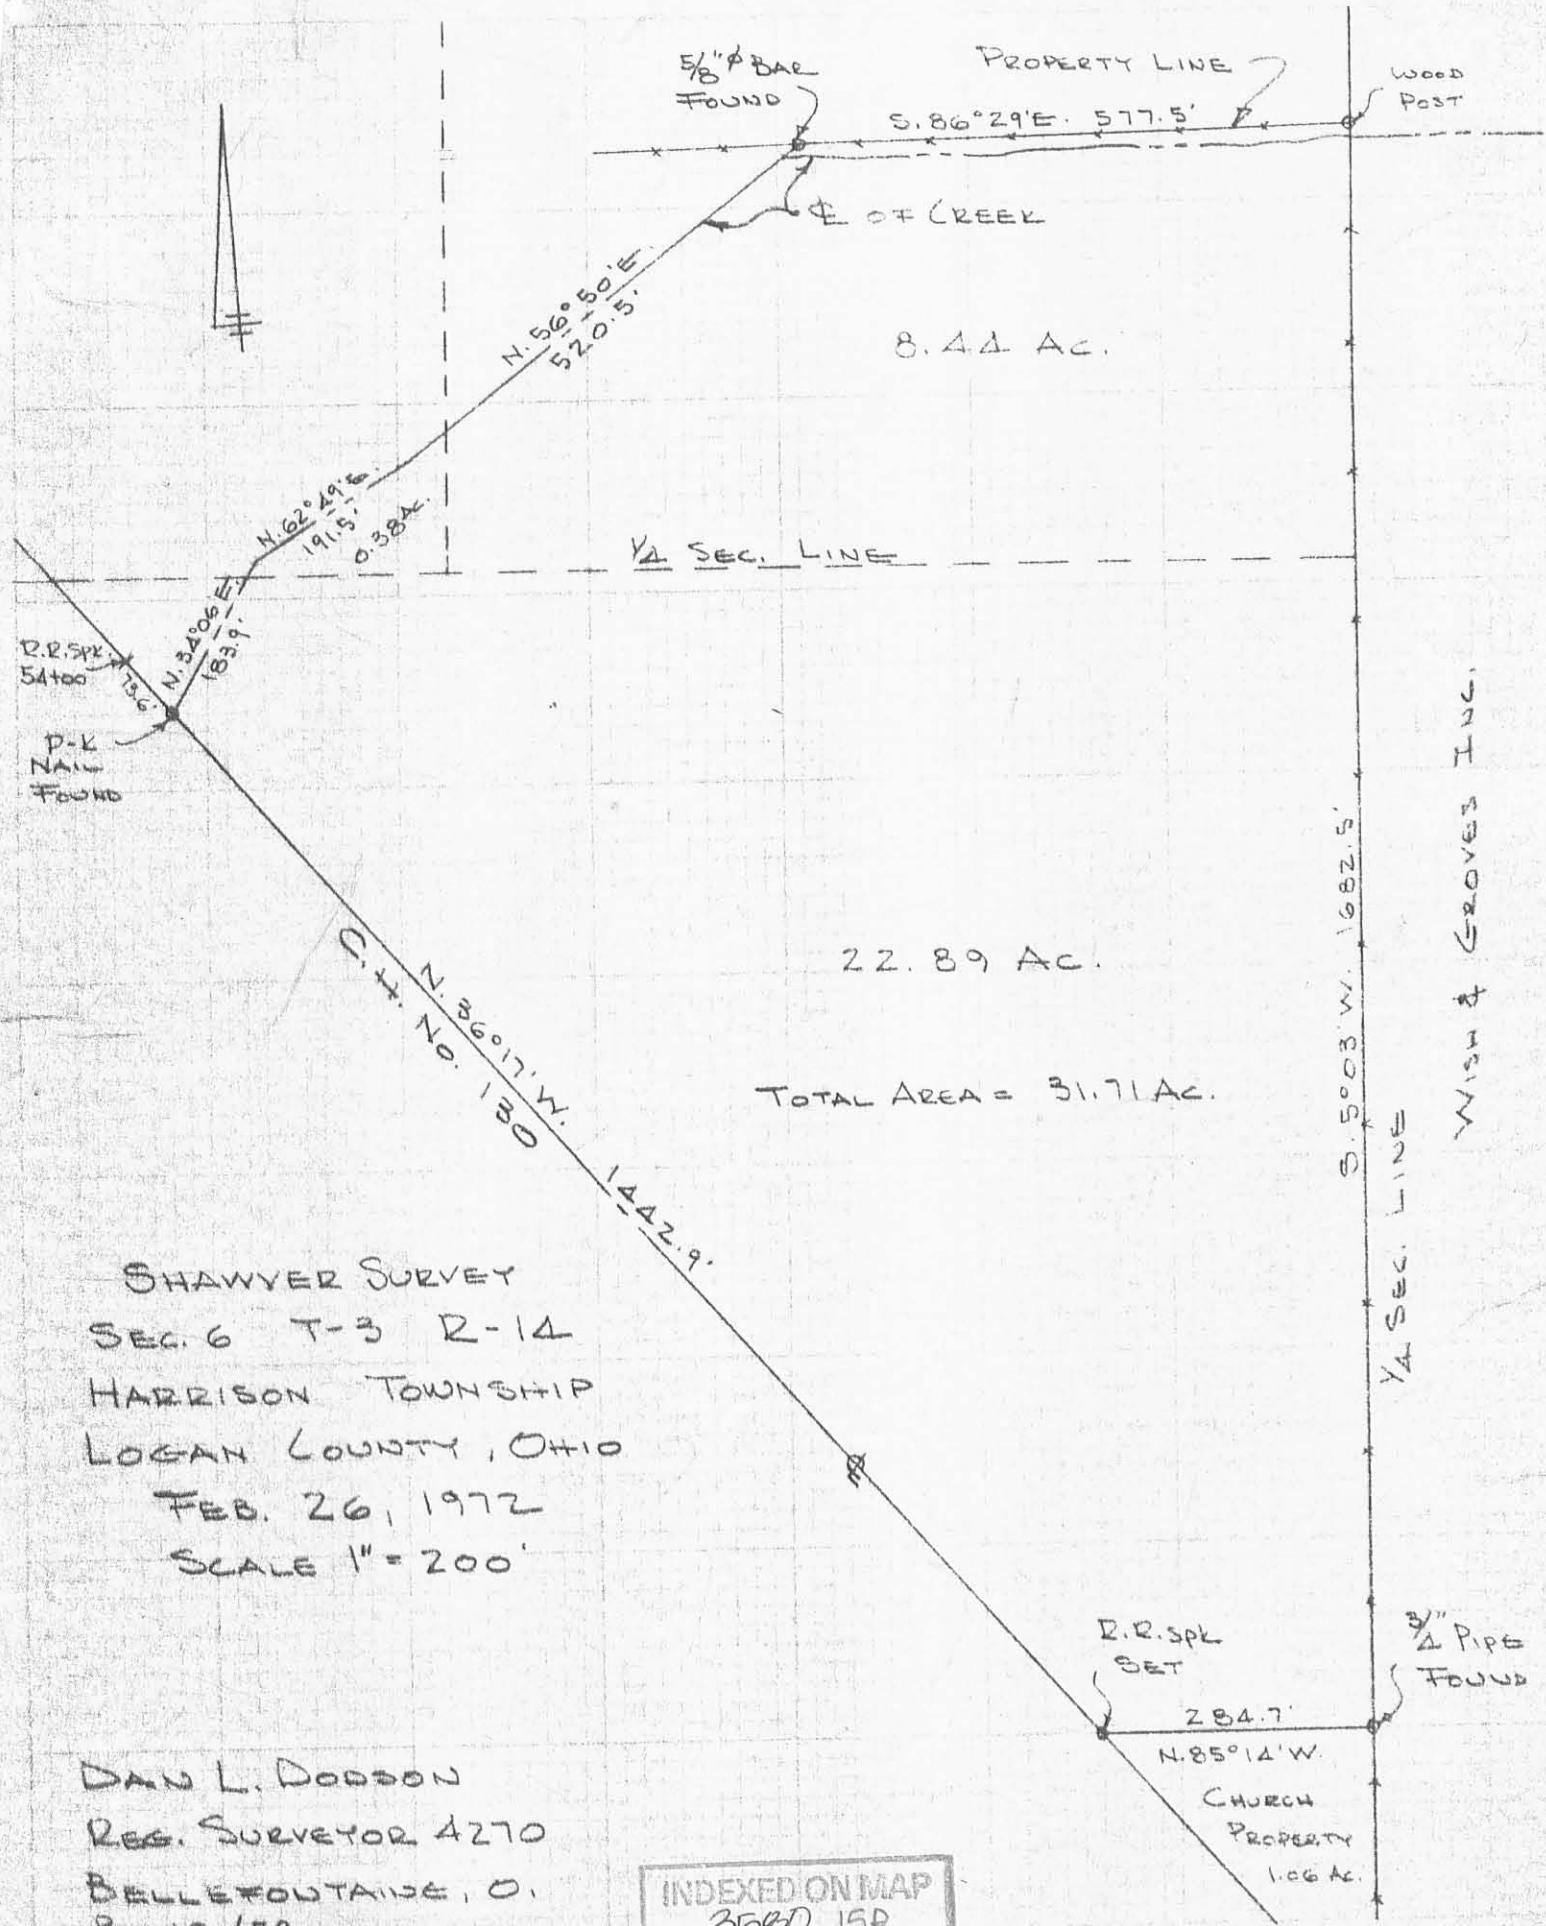 5/8"⌀ BAR
FOUND
PROPERTY LINE
WOOD
POST
S. 86°29'E. 577.5'
℄ OF CREEK
N. 56°50'E.
520.5'
8.44 AC.
N. 62°49'E.
191.5'
0.38 AC.
1/4 SEC. LINE
N. 34°06'E.
183.9'
R.R. SPK.
54+00
73.6'
P-K
NAIL
FOUND
C.H. NO. 130
N. 36°17'W.
1442.9'
22.89 AC.
TOTAL AREA = 31.71 AC.
S. 5°03'W. 1682.5'
1/4 SEC. LINE
WISH & GROVES INC.
SHAWVER SURVEY
SEC. 6 T-3 R-14
HARRISON TOWNSHIP
LOGAN COUNTY, OHIO
FEB. 26, 1972
SCALE 1" = 200'
R.R. SPK
SET
3/4" PIPE
FOUND
284.7'
N. 85°14'W.
CHURCH
PROPERTY
1.06 AC.
DAN L. DODSON
REG. SURVEYOR 4270
BELLEFONTAINE, O.
INDEXED ON MAP